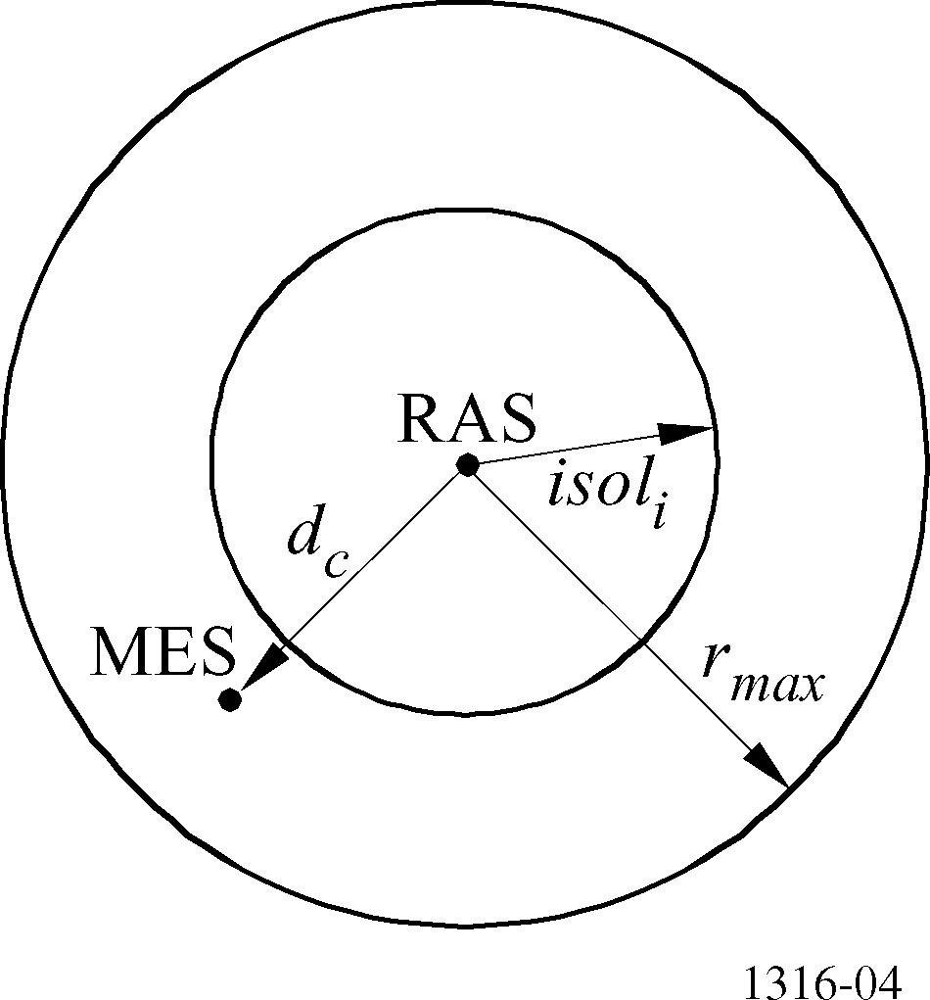 RAS
isol_i
d_c
MES
r_max
1316-04